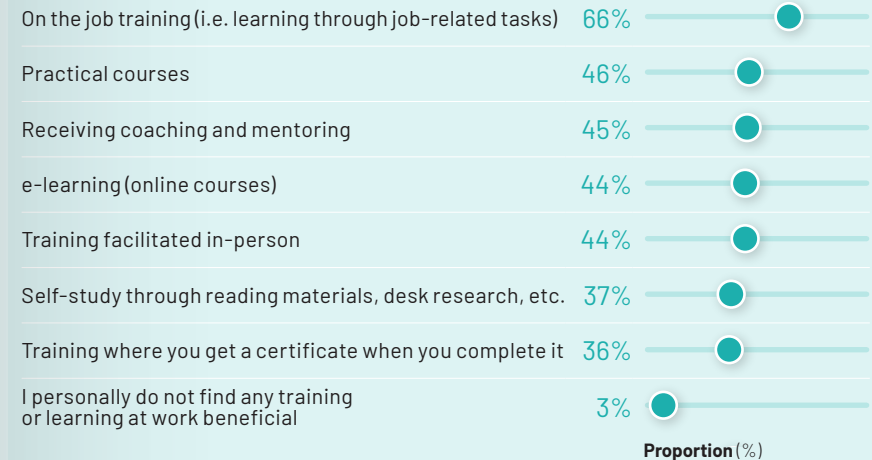 On the job training (i.e. learning through job-related tasks) 66%
Practical courses 46%
Receiving coaching and mentoring 45%
e-learning (online courses) 44%
Training facilitated in-person 44%
Self-study through reading materials, desk research, etc. 37%
Training where you get a certificate when you complete it 36%
I personally do not find any training
or learning at work beneficial 3%
Proportion (%)